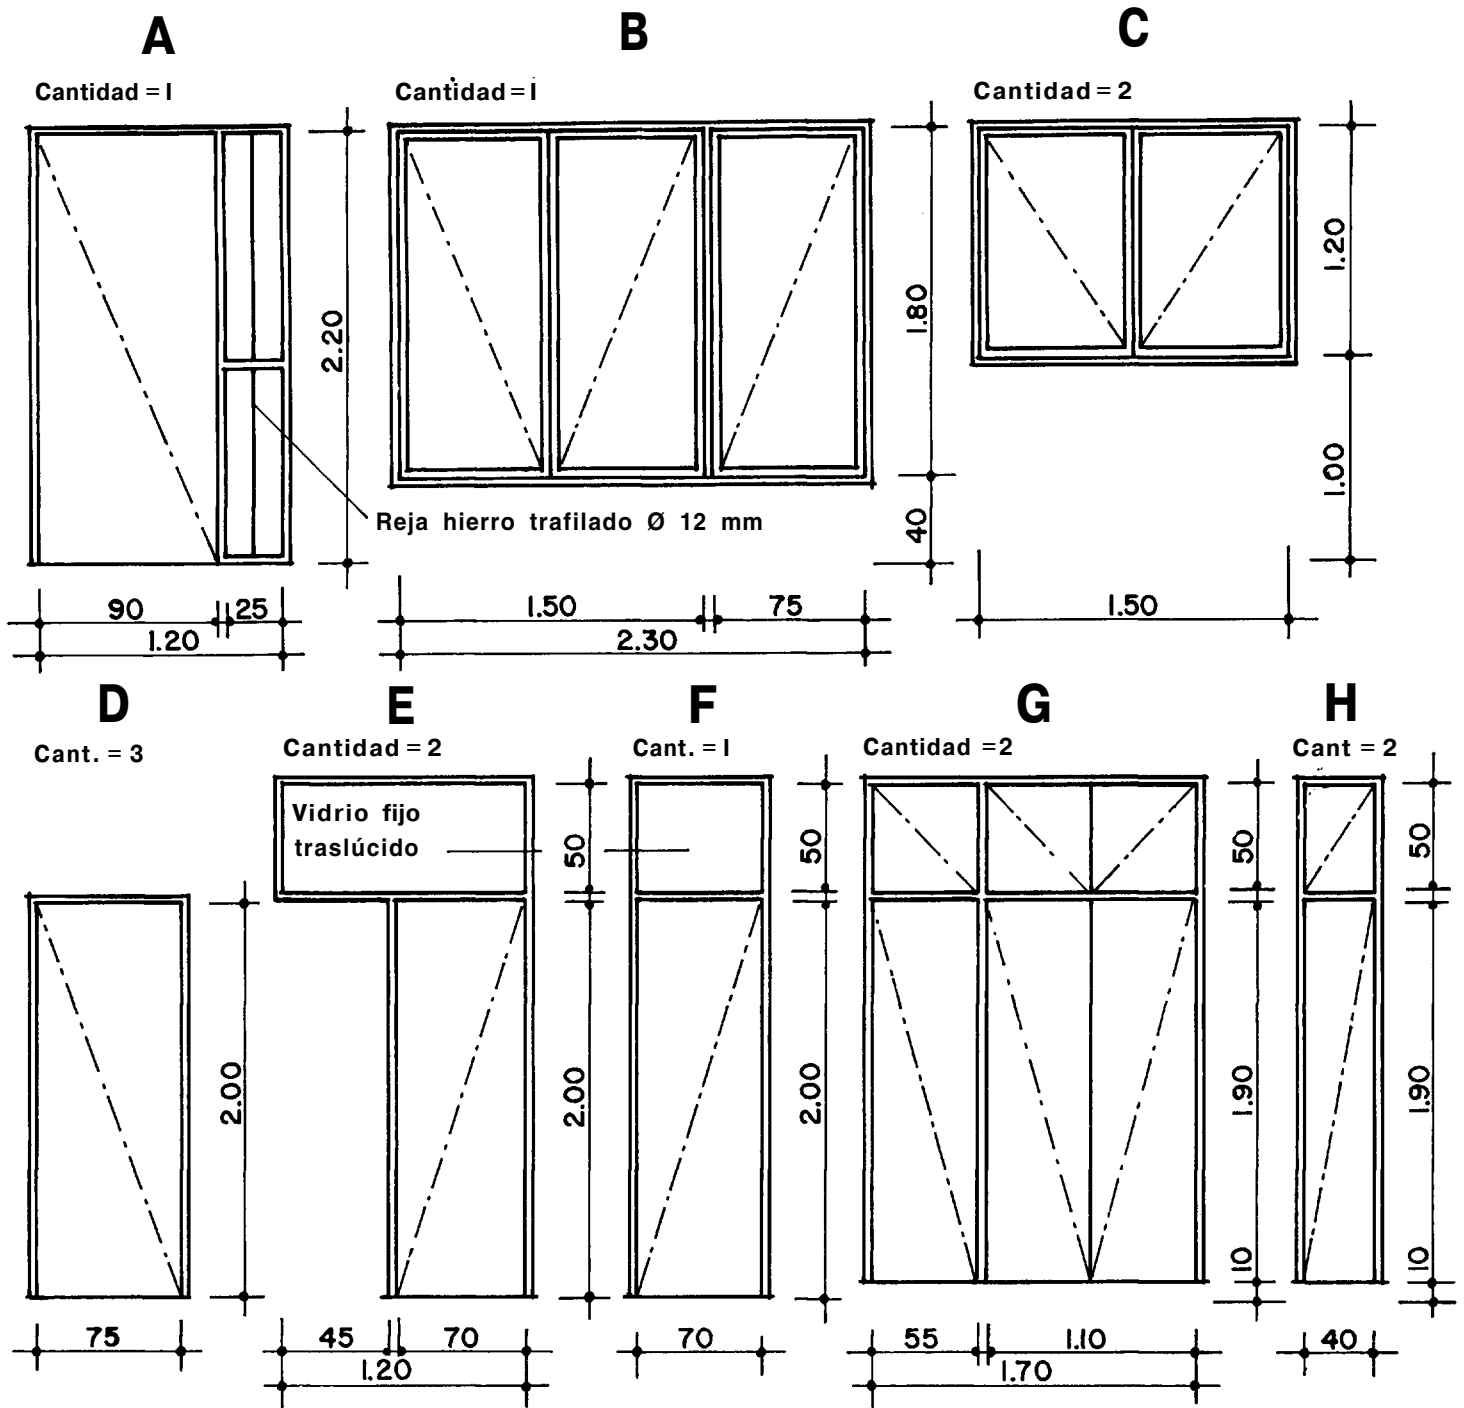 A
B
C
Cantidad = 1
Cantidad = 1
Cantidad = 2
2.20
1.80
40
1.20
1.00
Reja hierro trafilado Ø 12 mm
90
25
1.20
1.50
75
2.30
1.50
D
E
F
G
H
Cant. = 3
Cantidad = 2
Cant. = 1
Cantidad =2
Cant = 2
Vidrio fijo
traslúcido
50
50
50
50
2.00
2.00
2.00
1.90
1.90
10
10
75
45
70
1.20
70
55
1.10
1.70
40